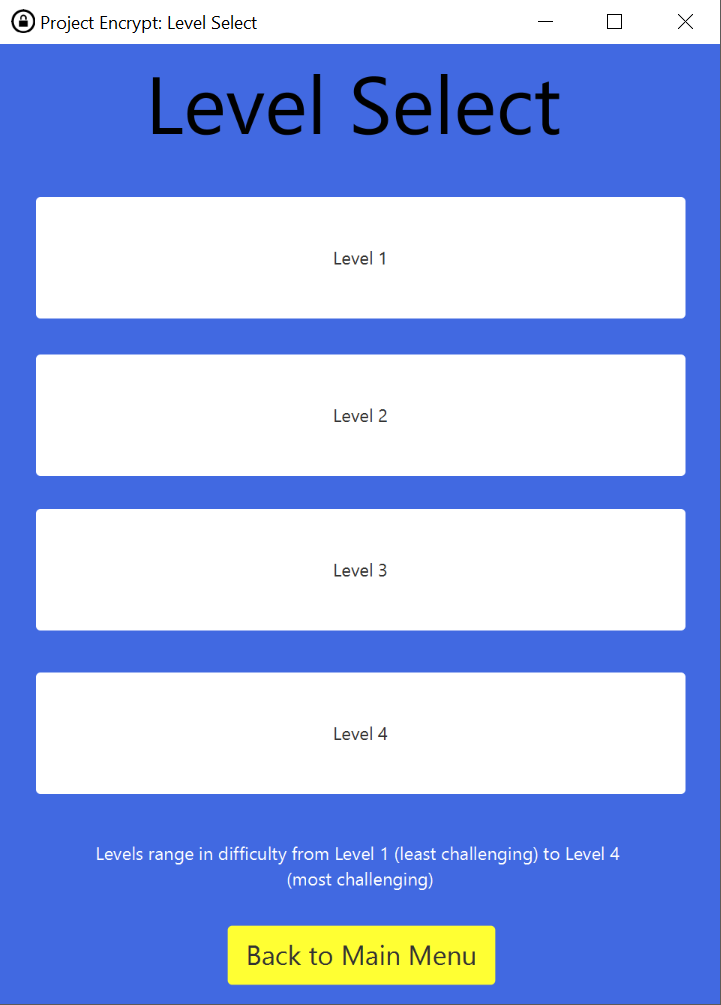 Project Encrypt: Level Select
Level Select
Level 1
Level 2
Level 3
Level 4
Levels range in difficulty from Level 1 (least challenging) to Level 4
(most challenging)
Back to Main Menu